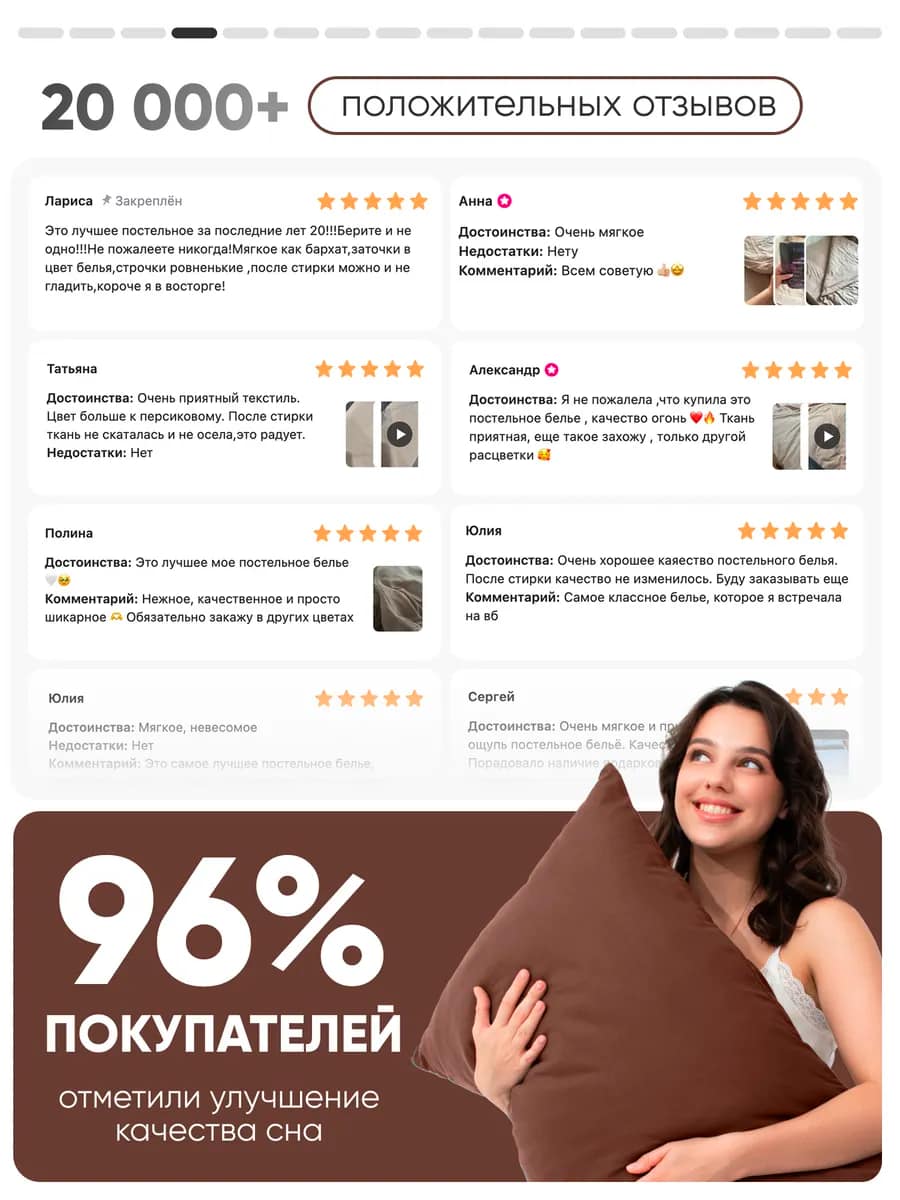 20 000+ положительных отзывов
Лариса Закреплён
Это лучшее постельное за последние лет 20!!!Берите и не
одно!!!Не пожалеете никогда!Мягкое как бархат,заточки в
цвет белья,строчки ровненькие ,после стирки можно и не
гладить,короче я в восторге!
Анна
Достоинства: Очень мягкое
Недостатки: Нету
Комментарий: Всем советую 👍🏻🤩
Татьяна
Достоинства: Очень приятный текстиль.
Цвет больше к персиковому. После стирки
ткань не скаталась и не осела,это радует.
Недостатки: Нет
Александр
Достоинства: Я не пожалела ,что купила это
постельное белье , качество огонь ❤️🔥 Ткань
приятная, еще такое захожу , только другой
расцветки 🥰
Полина
Достоинства: Это лучшее мое постельное белье
🤍🥹
Комментарий: Нежное, качественное и просто
шикарное 🫶 Обязательно закажу в других цветах
Юлия
Достоинства: Очень хорошее каяество постельного белья.
После стирки качество не изменилось. Буду заказывать еще
Комментарий: Самое классное белье, которое я встречала
на вб
Юлия
Достоинства: Мягкое, невесомое
Недостатки: Нет
Комментарий: Это самое лучшее постельное белье,
Сергей
Достоинства: Очень мягкое и
ощупь постельное бельё.
Порадовало наличие
96%
ПОКУПАТЕЛЕЙ
отметили улучшение
качества сна